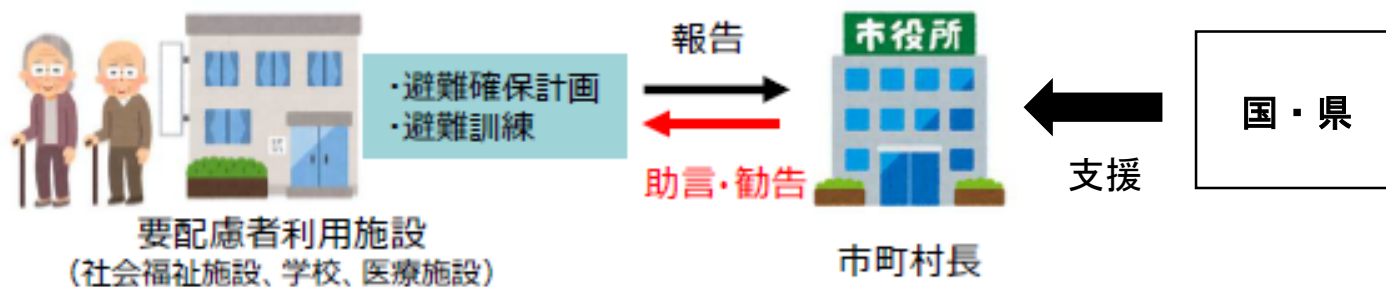 ・避難確保計画
・避難訓練
要配慮者利用施設
（社会福祉施設、学校、医療施設）
報告
助言・勧告
市役所
市町村長
支援
国・県